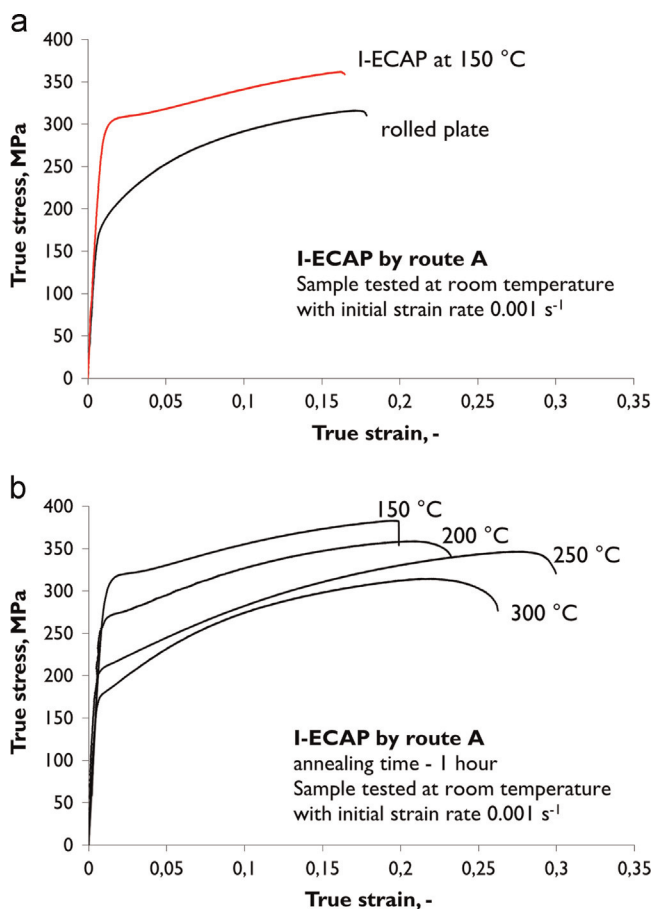 a
400
350
300
250
200
150
100
50
0
True stress, MPa
I-ECAP at 150 °C
rolled plate
I-ECAP by route A
Sample tested at room temperature
with initial strain rate 0.001 s⁻¹
0 0,05 0,1 0,15 0,2 0,25 0,3 0,35
True strain, -
b
400
350
300
250
200
150
100
50
0
True stress, MPa
150 °C
200 °C
250 °C
300 °C
I-ECAP by route A
annealing time - 1 hour
Sample tested at room temperature
with initial strain rate 0.001 s⁻¹
0 0,05 0,1 0,15 0,2 0,25 0,3 0,35
True strain, -